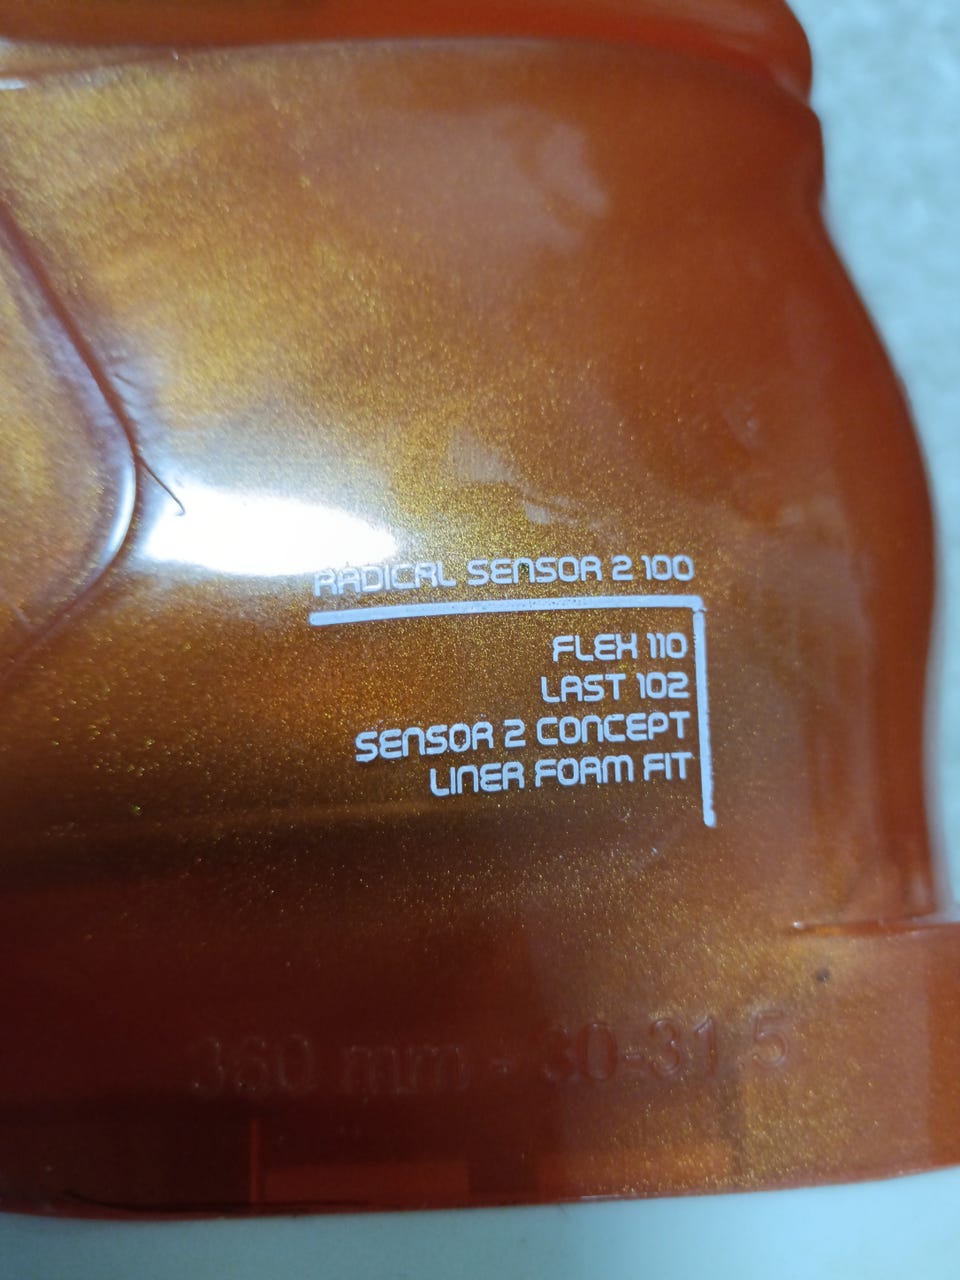 RADICAL SENSOR 2 100
FLEX 110
LAST 102
SENSOR 2 CONCEPT
LINER FOAM FIT
360 mm - 30-31.5